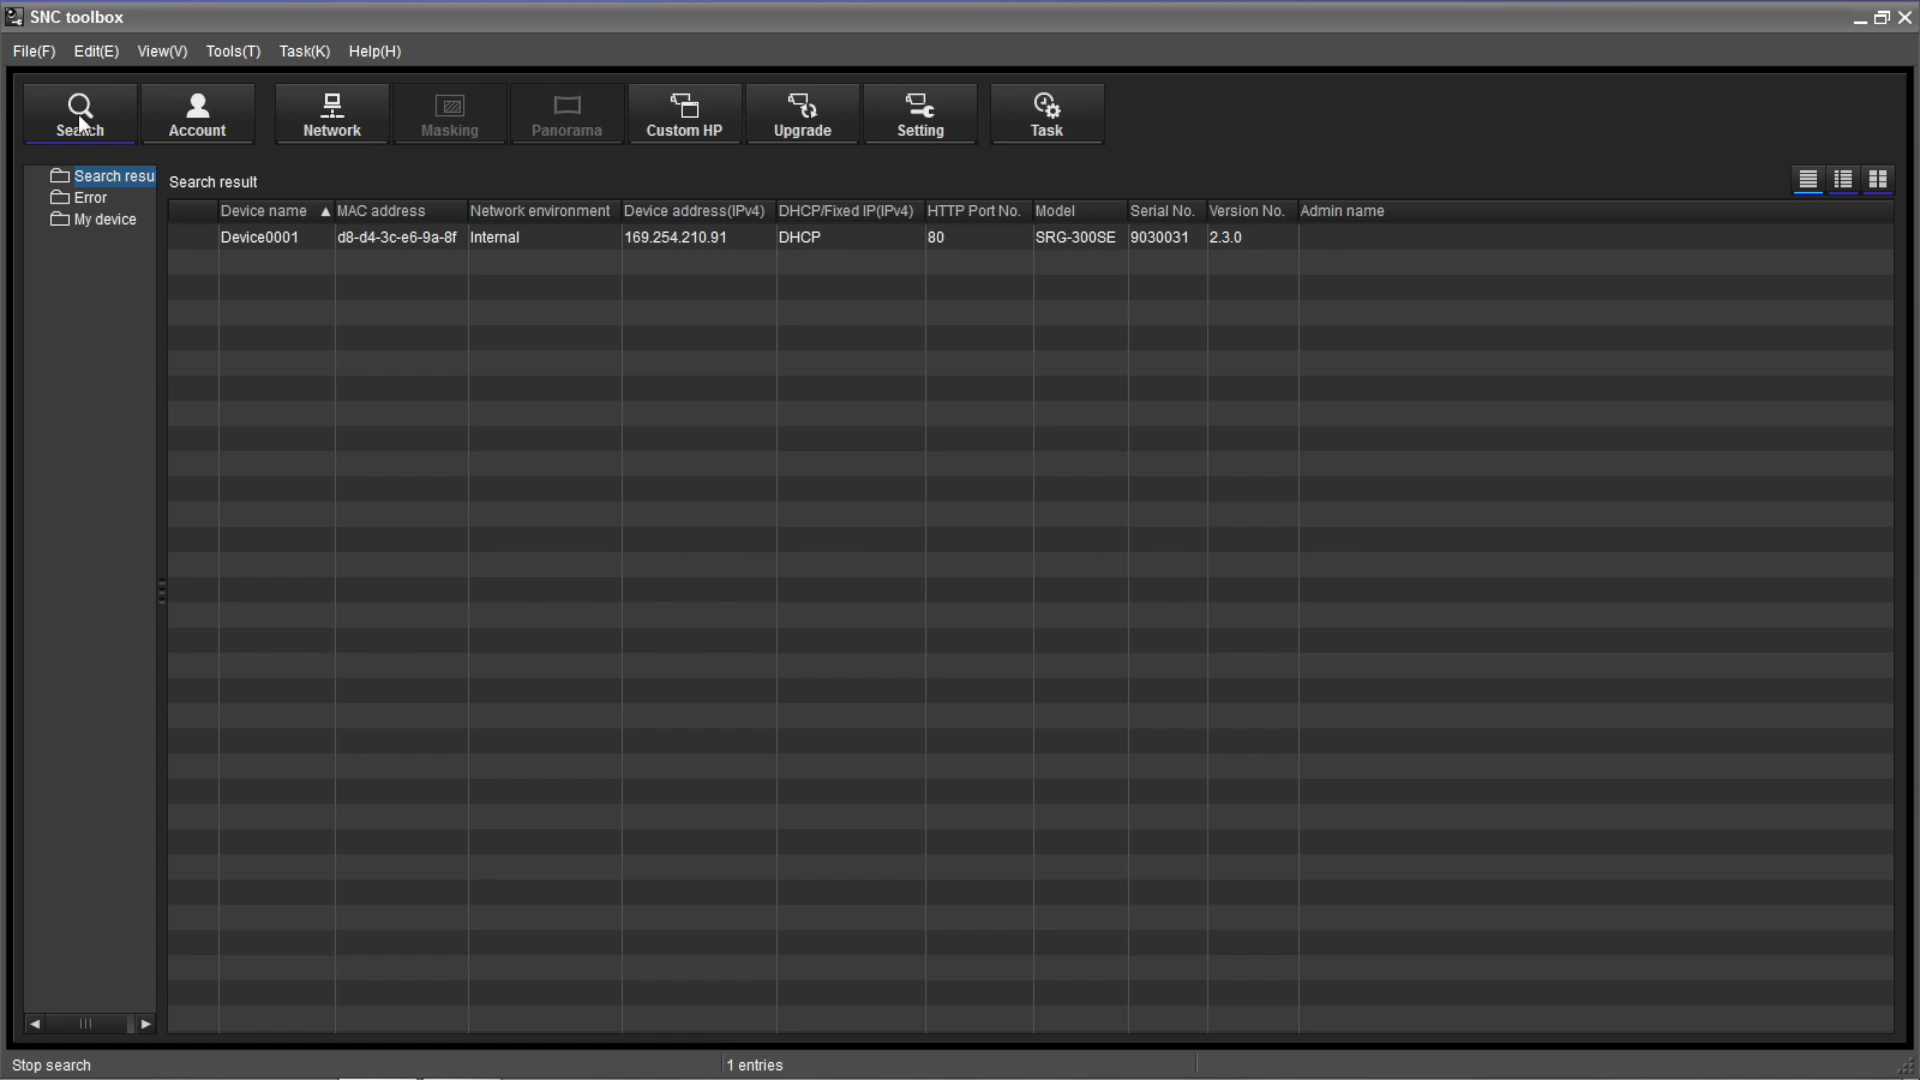 SNC toolbox
File(F) Edit(E) View(V) Tools(T) Task(K) Help(H)
Search Account Network Masking Panorama Custom HP Upgrade Setting Task
Search resu
Error
My device
Search result
Device name MAC address Network environment Device address(IPv4) DHCP/Fixed IP(IPv4) HTTP Port No. Model Serial No. Version No. Admin name
Device0001 d8-d4-3c-e6-9a-8f Internal 169.254.210.91 DHCP 80 SRG-300SE 9030031 2.3.0
Stop search 1 entries